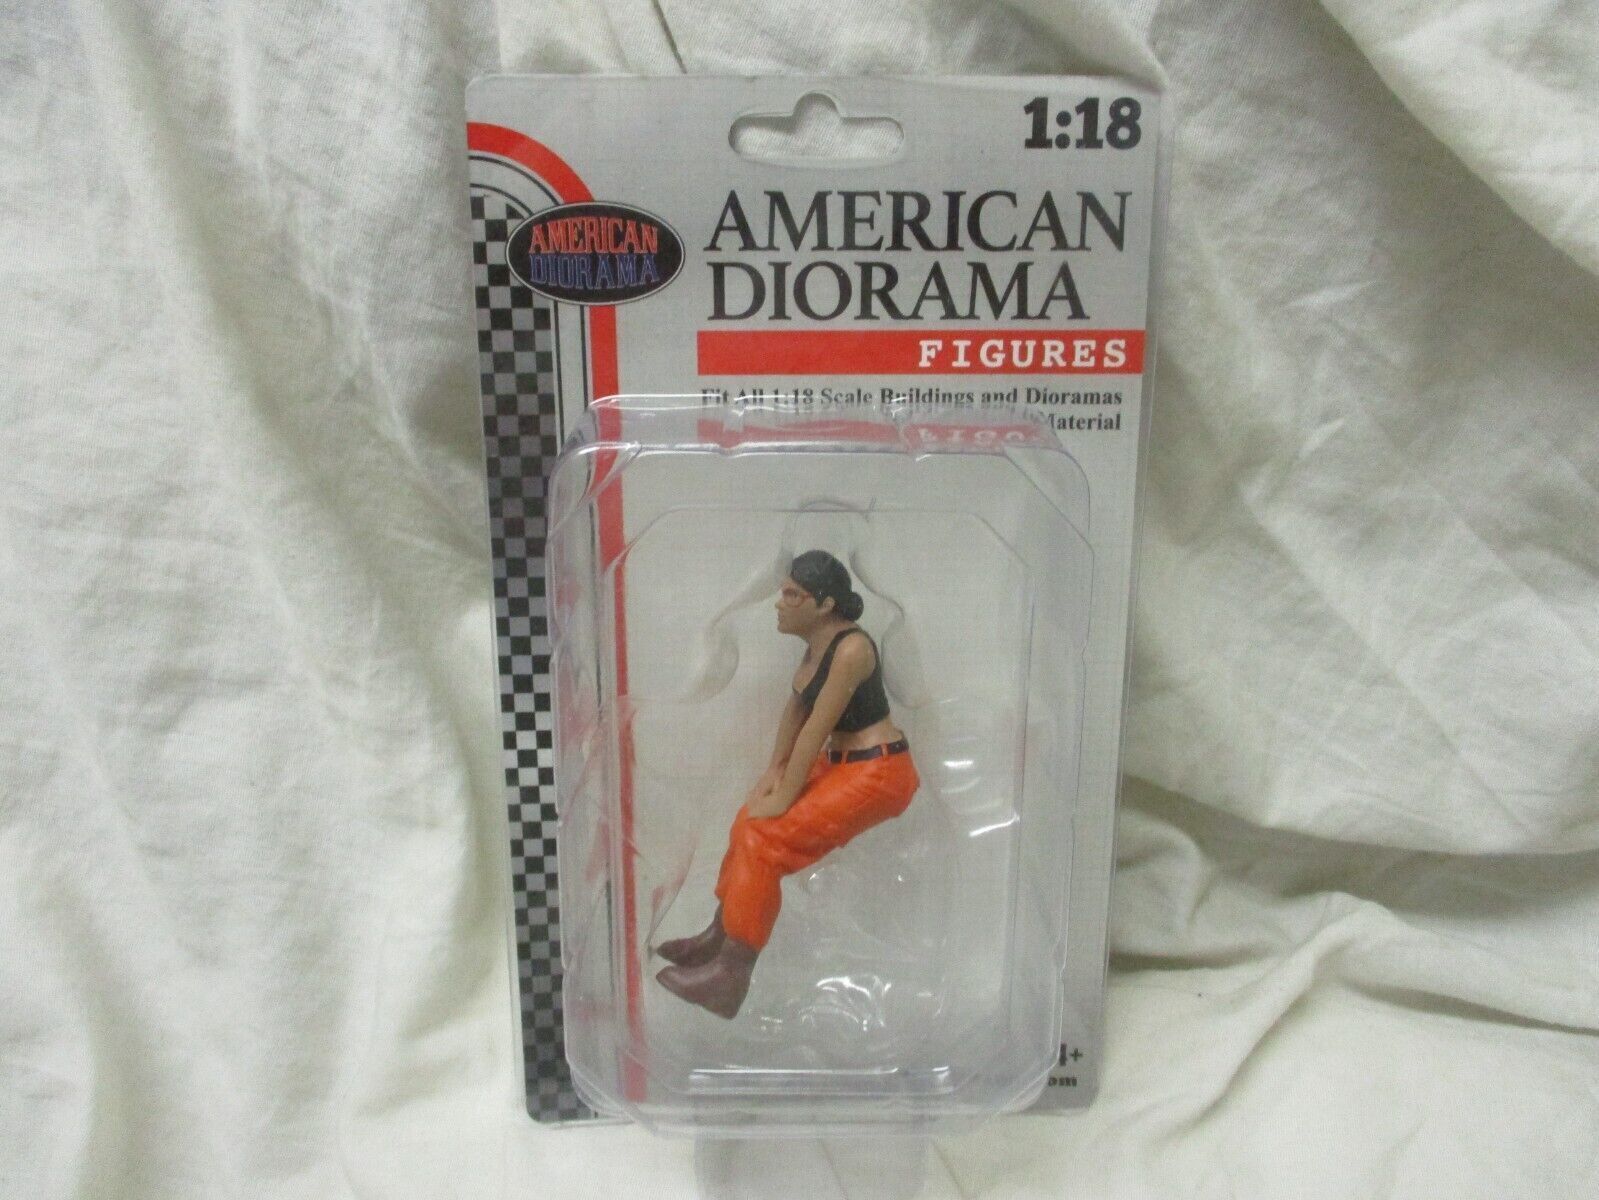 1:18
AMERICAN
DIORAMA
AMERICAN
DIORAMA
FIGURES
Fit All 1:18 Scale Buildings and Dioramas
Material